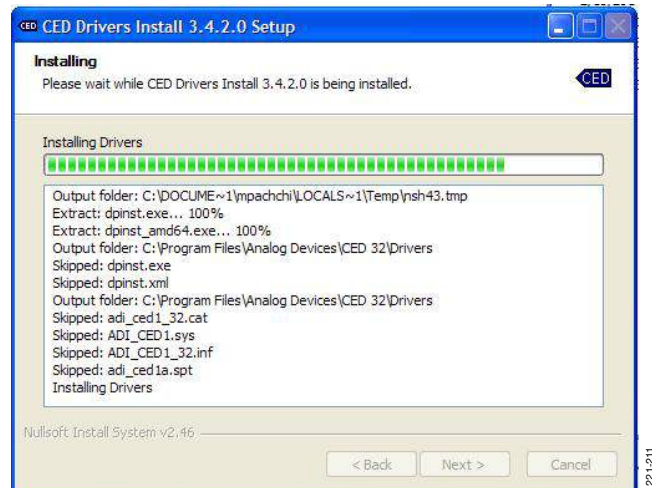 CED CED Drivers Install 3.4.2.0 Setup
Installing
Please wait while CED Drivers Install 3.4.2.0 is being installed.
CED
Installing Drivers
Output folder: C:\DOCUME~1\mpachchi\LOCALS~1\Temp\nsh43.tmp
Extract: dpinst.exe... 100%
Extract: dpinst_amd64.exe... 100%
Output folder: C:\Program Files\Analog Devices\CED 32\Drivers
Skipped: dpinst.exe
Skipped: dpinst.xml
Output folder: C:\Program Files\Analog Devices\CED 32\Drivers
Skipped: adi_ced1_32.cat
Skipped: ADI_CED1.sys
Skipped: ADI_CED1_32.inf
Skipped: adi_ced1a.spt
Installing Drivers
Nullsoft Install System v2.46
< Back
Next >
Cancel